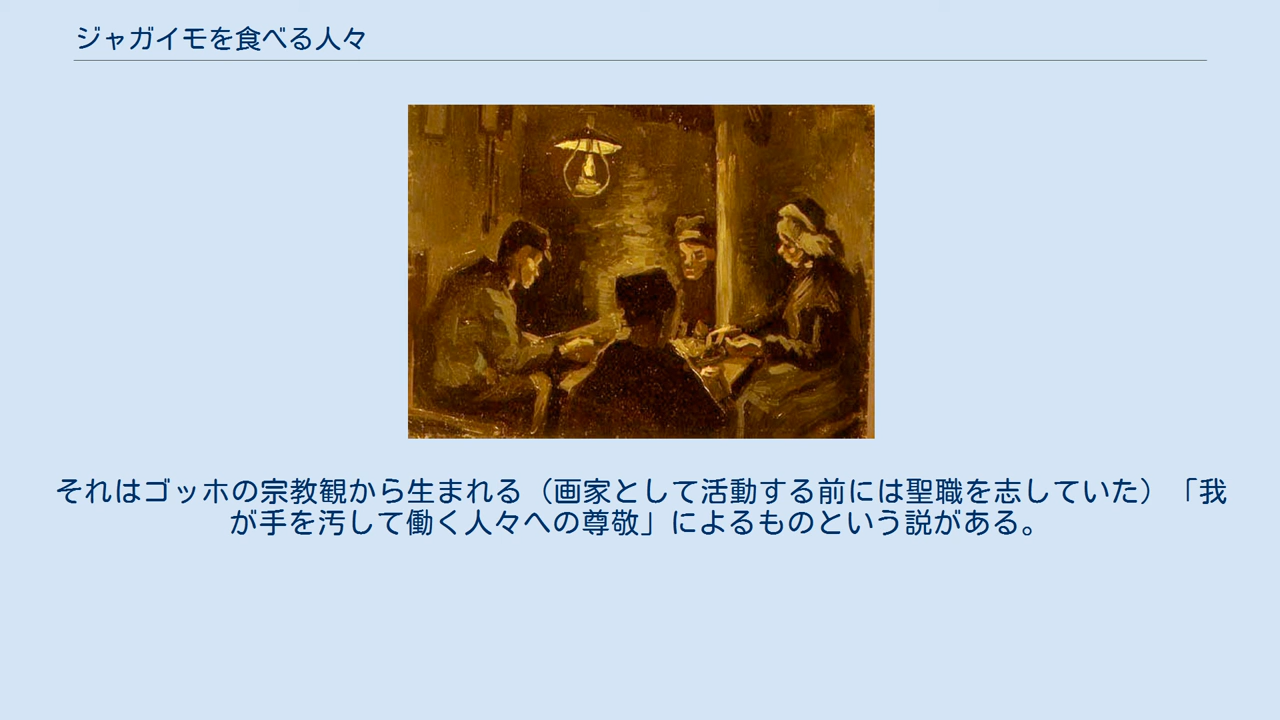 ジャガイモを食べる人々
それはゴッホの宗教観から生まれる（画家として活動する前には聖職を志していた）「我
が手を汚して働く人々への尊敬」によるものという説がある。